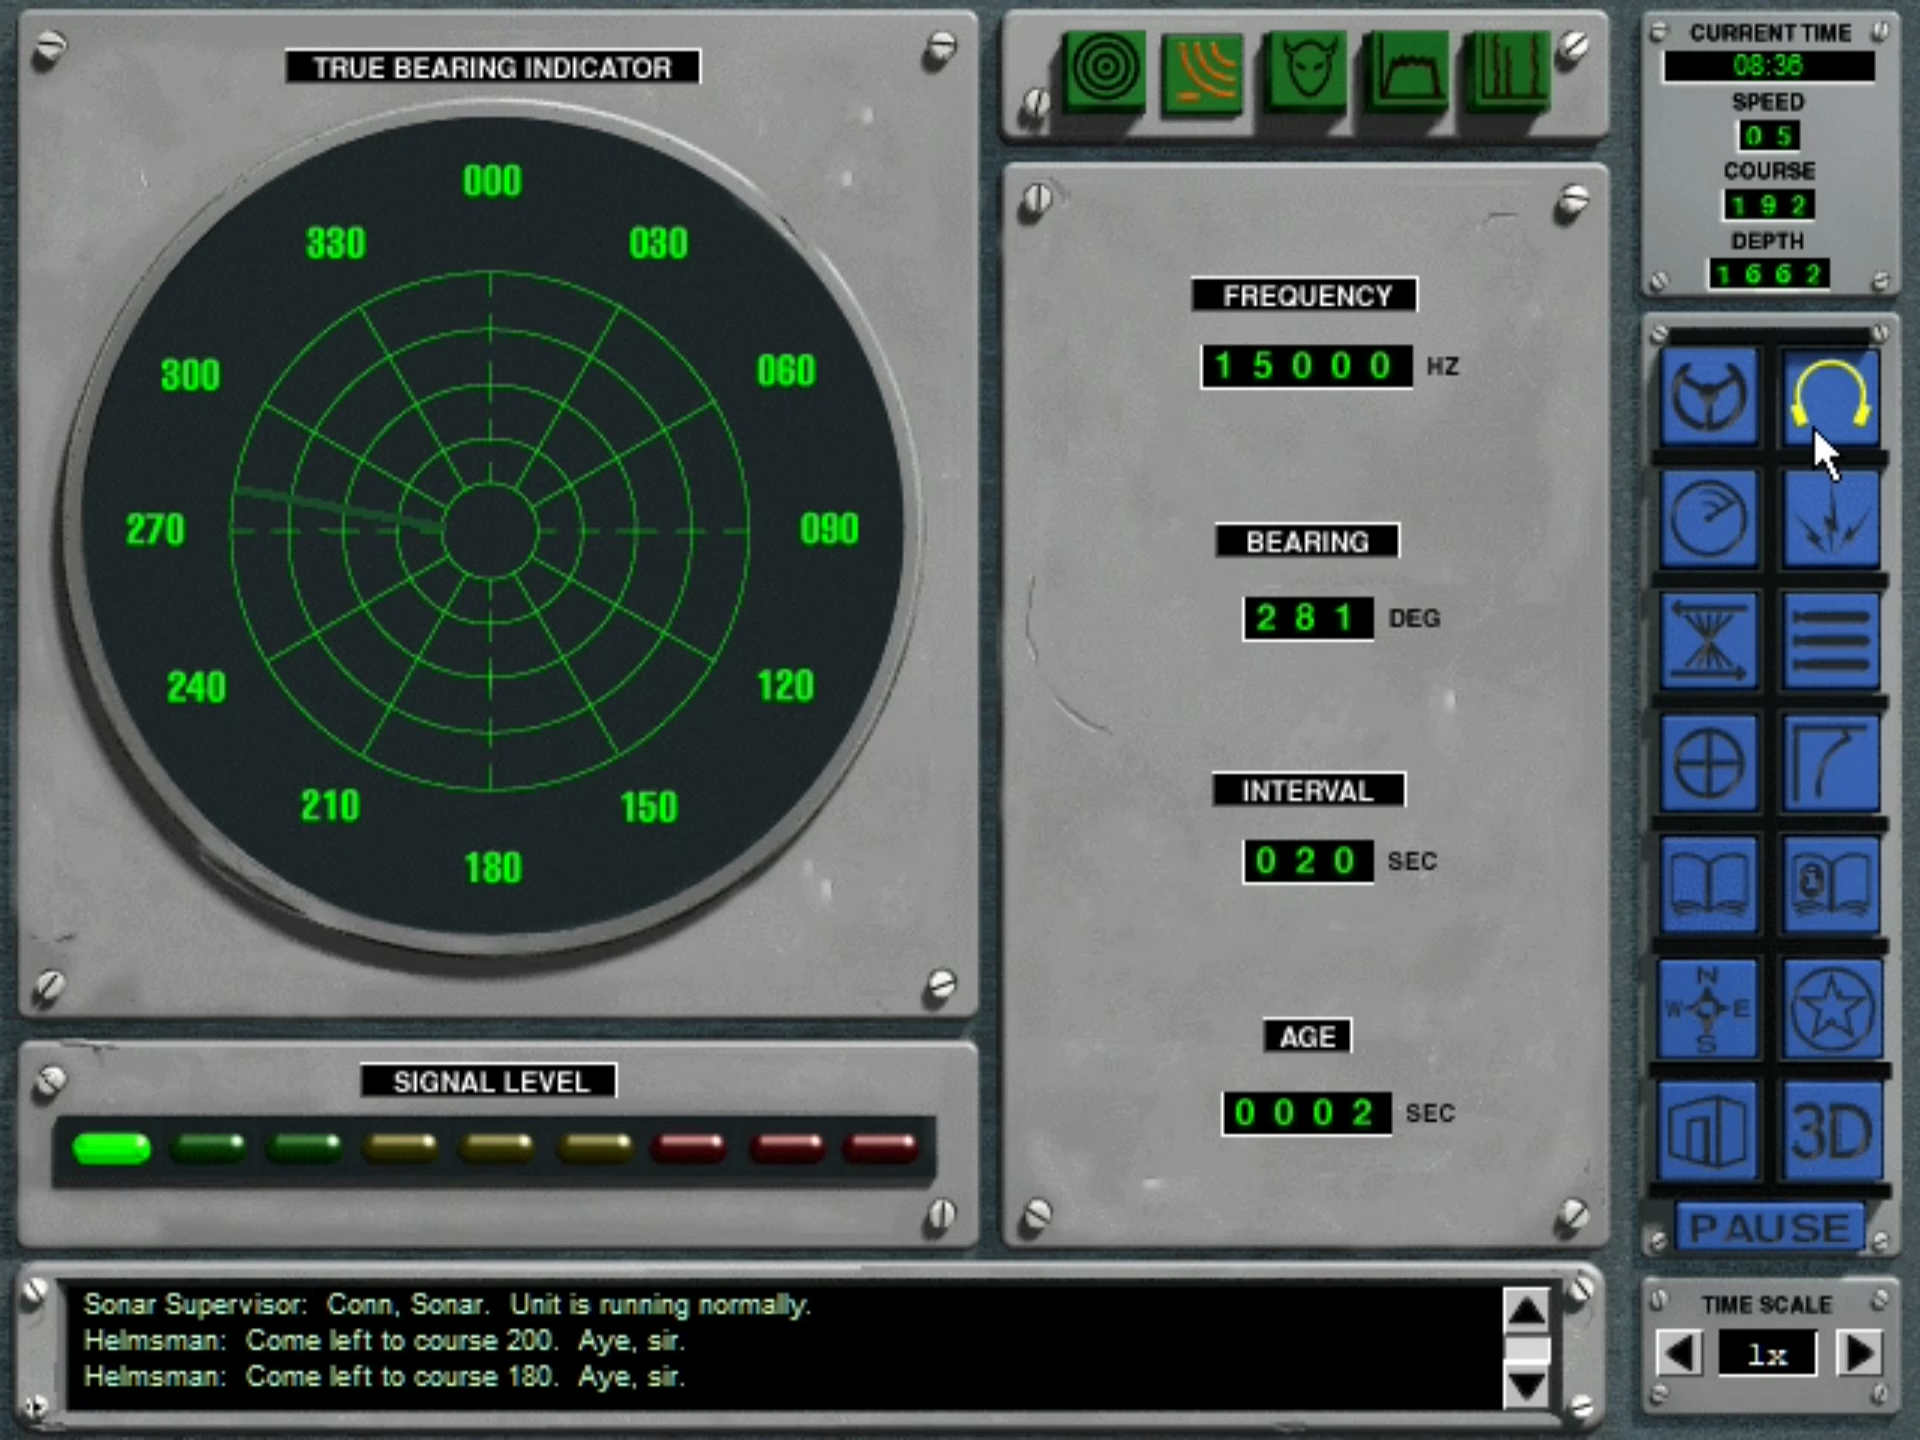 TRUE BEARING INDICATOR
000
330
030
300
060
270
090
240
120
210
150
180
SIGNAL LEVEL
FREQUENCY
15000 HZ
BEARING
281 DEG
INTERVAL
020 SEC
AGE
0002 SEC
CURRENT TIME
08:36
SPEED
05
COURSE
192
DEPTH
1662
N
W E
S
3D
PAUSE
TIME SCALE
1x
Sonar Supervisor: Conn, Sonar. Unit is running normally.
Helmsman: Come left to course 200. Aye, sir.
Helmsman: Come left to course 180. Aye, sir.